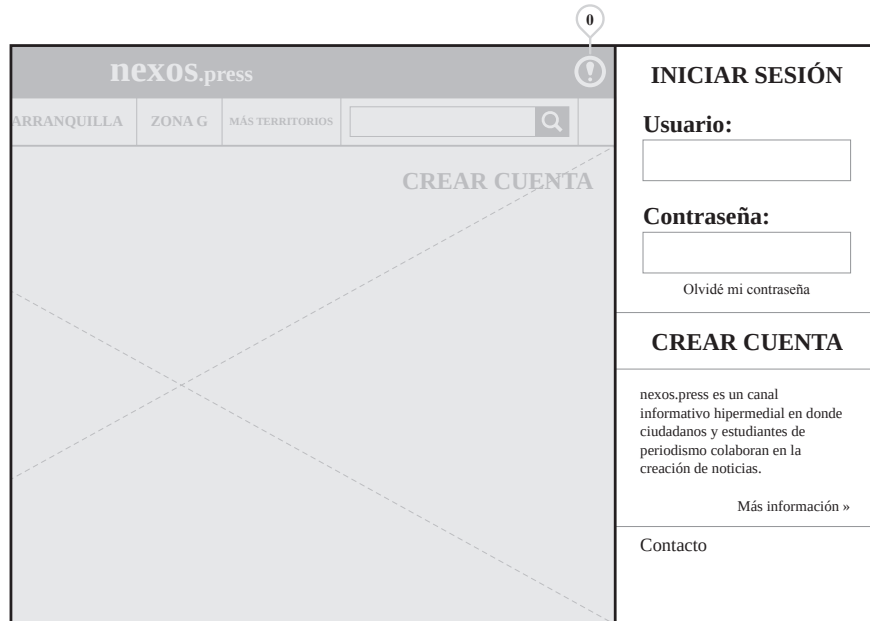 0
nexos.press
ARRANQUILLA
ZONA G
MÁS TERRITORIOS
CREAR CUENTA
INICIAR SESIÓN
Usuario:
Contraseña:
Olvidé mi contraseña
CREAR CUENTA
nexos.press es un canal
informativo hipermedial en donde
ciudadanos y estudiantes de
periodismo colaboran en la
creación de noticias.
Más información »
Contacto